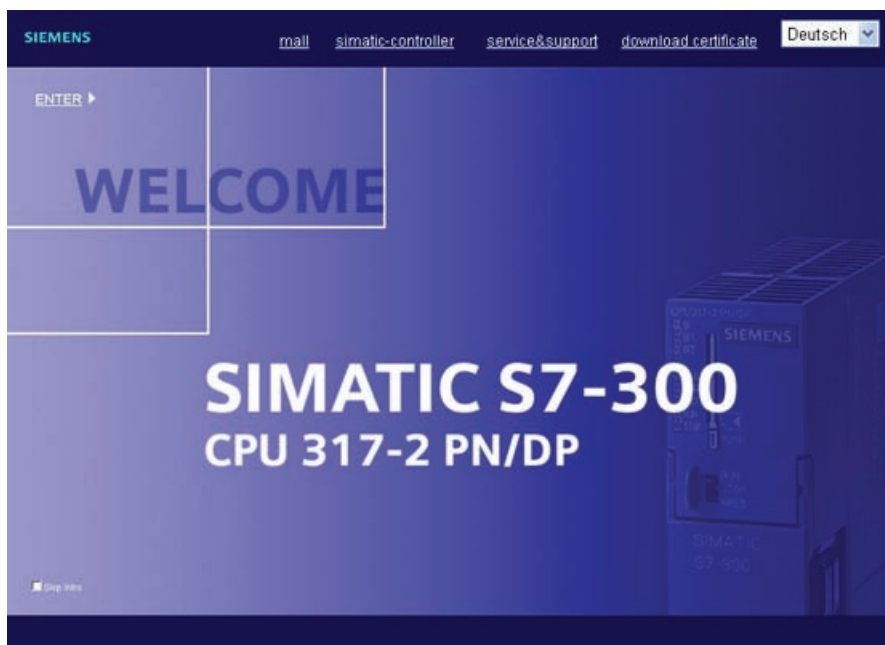 SIEMENS mall simatic-controller service&support download certificate Deutsch
ENTER
WELCOME
SIEMENS
SIMATIC S7-300
CPU 317-2 PN/DP
SIMATIC
S7-300
Skip Intro